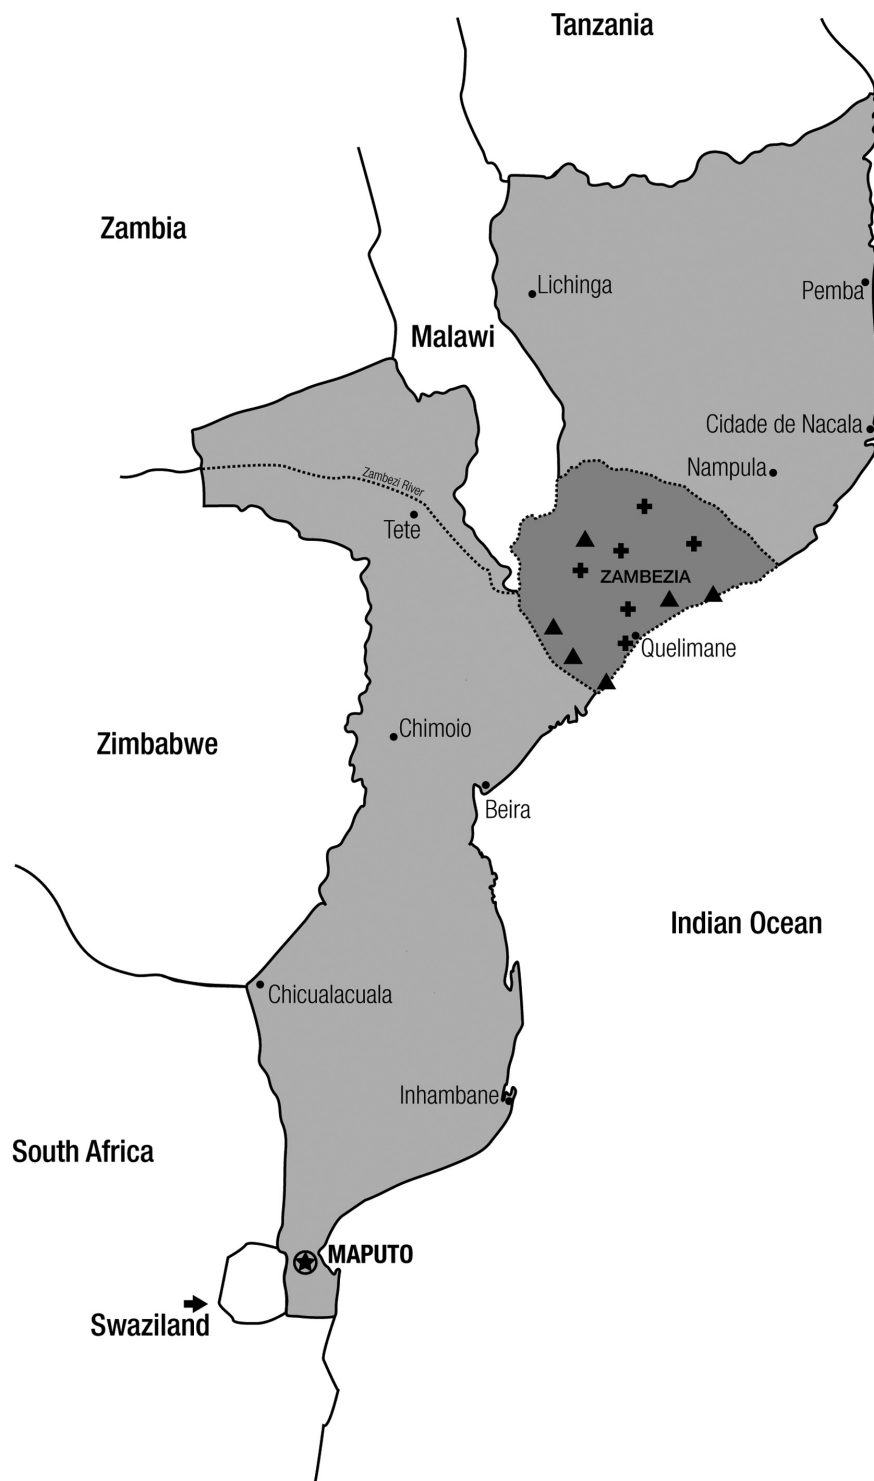 Tanzania
Zambia
Lichinga
Pemba
Malawi
Cidade de Nacala
Nampula
Zambezi River
Tete
ZAMBEZIA
Quelimane
Chimoio
Zimbabwe
Beira
Indian Ocean
Chicualacuala
Inhambane
South Africa
MAPUTO
Swaziland